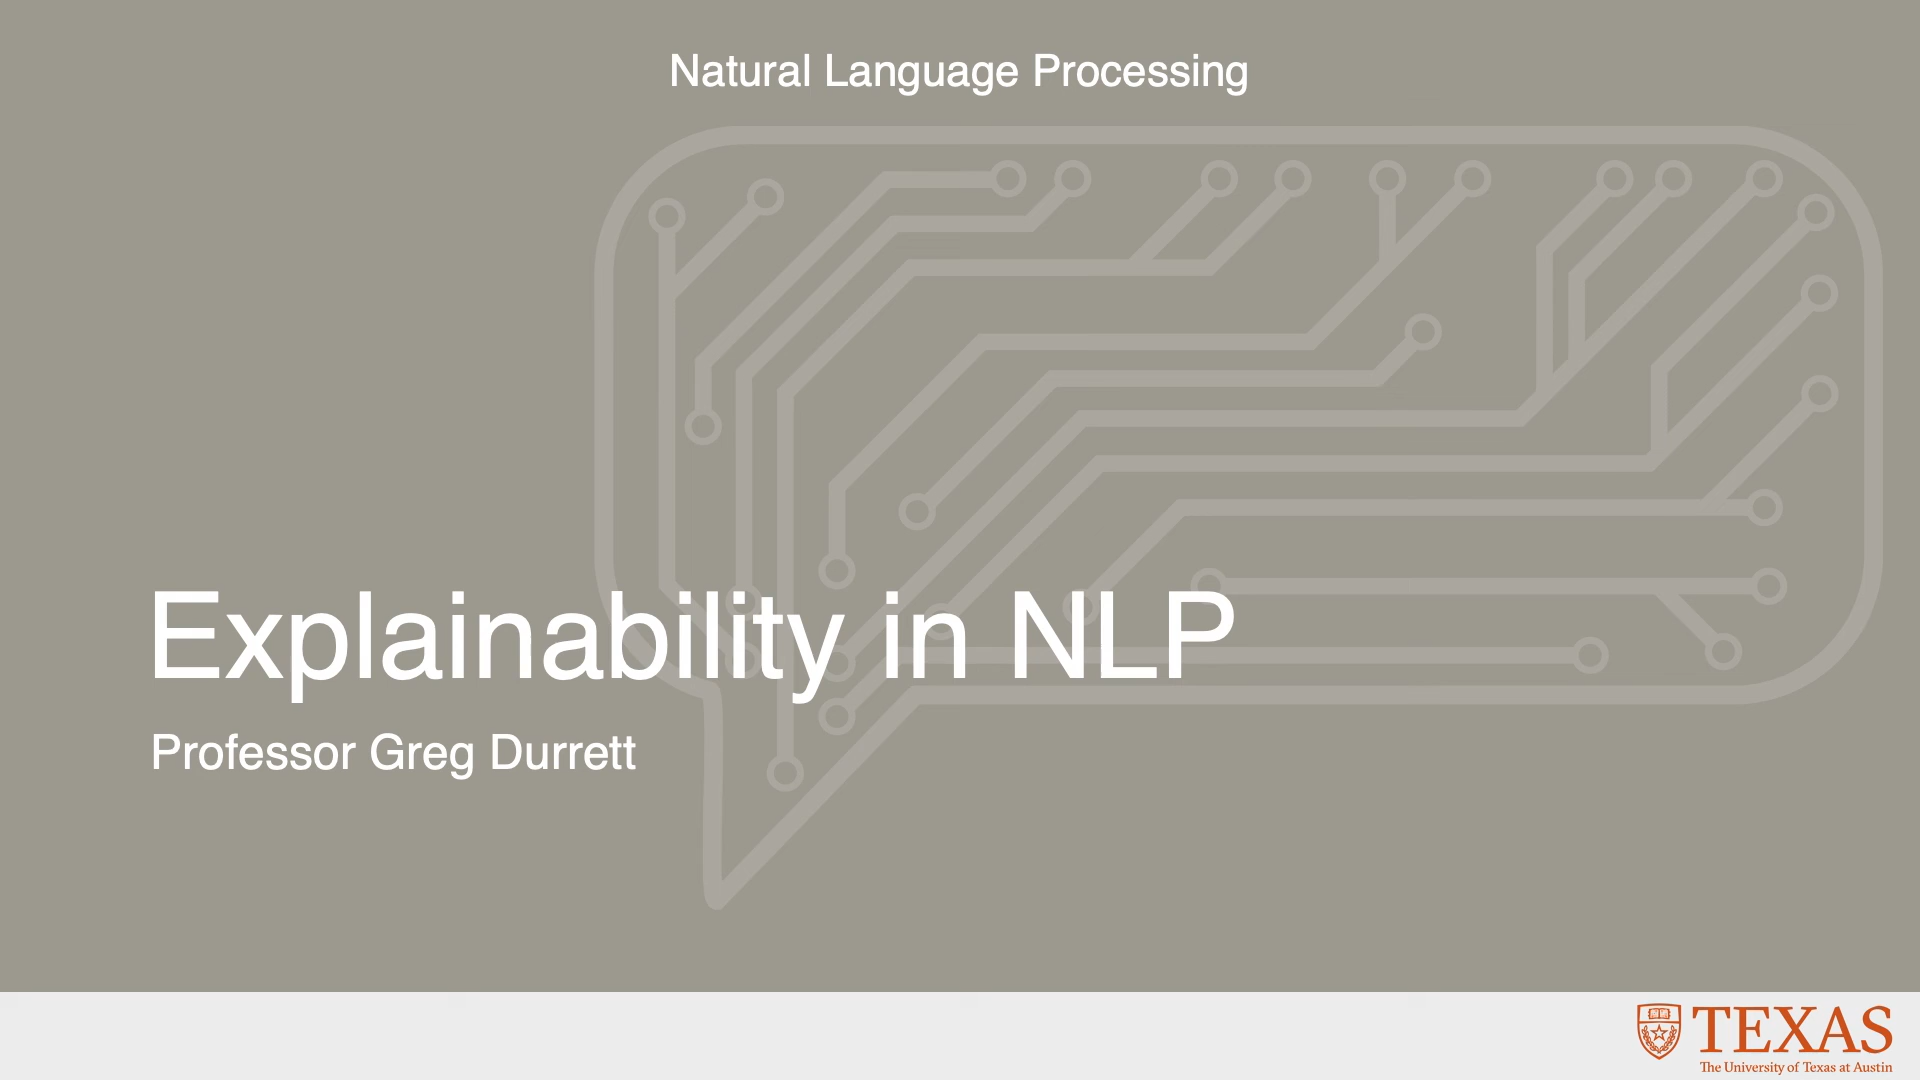 Natural Language Processing
Explainability in NLP
Professor Greg Durrett
TEXAS
The University of Texas at Austin